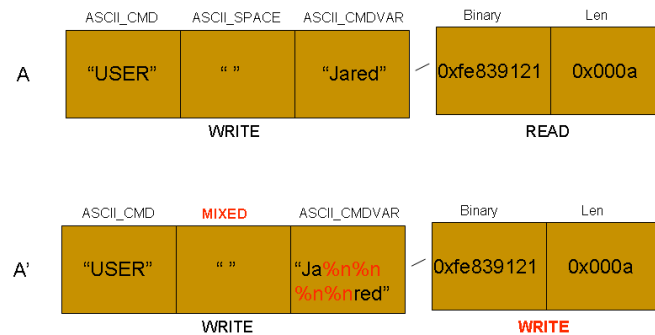 ASCII_CMD ASCII_SPACE ASCII_CMDVAR Binary Len
A “USER” “ ” “Jared” 0xfe839121 0x000a
WRITE READ
ASCII_CMD MIXED ASCII_CMDVAR Binary Len
A’ “USER” “ ” “Ja%n%n 0xfe839121 0x000a
%n%nred”
WRITE WRITE